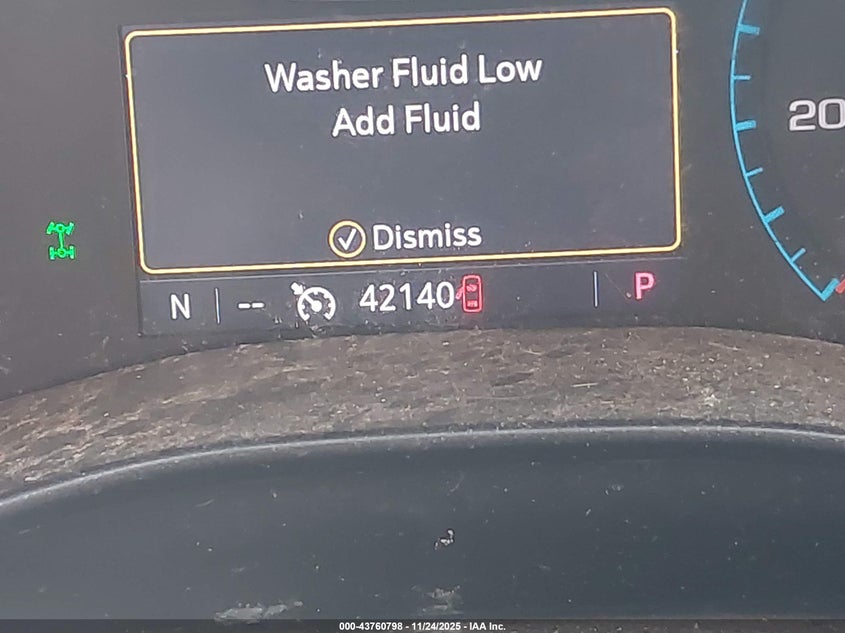 Washer Fluid Low
Add Fluid
20
Dismiss
N -- 42140 P
000-43760798 - 11/24/2025 - IAA Inc.